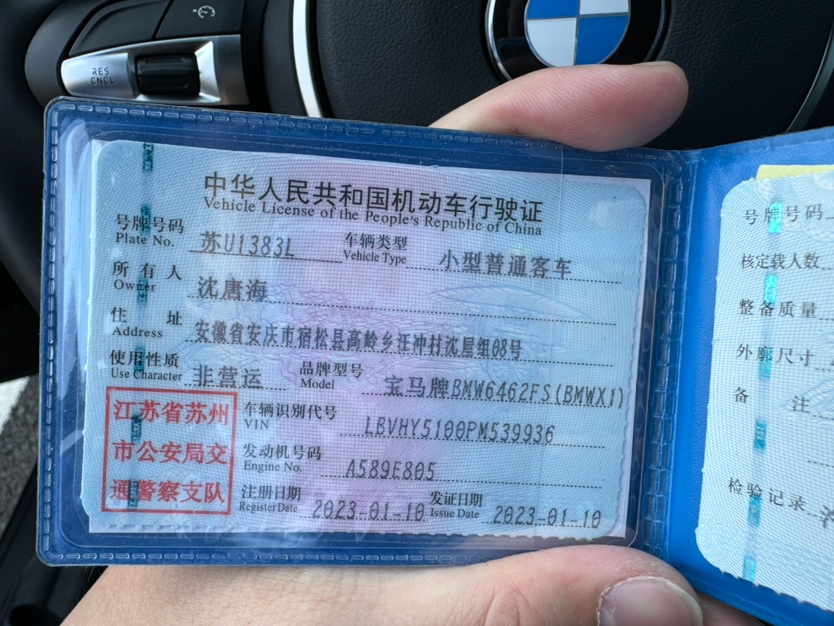 RES
CNCL
中华人民共和国机动车行驶证
Vehicle License of the People's Republic of China
号牌号码 苏U1383L 车辆类型 小型普通客车
Plate No. Vehicle Type
所有人 沈唐海
Owner
住址 安徽省安庆市宿松县高岭乡汪冲村沈屋组08号
Address
使用性质 非营运 品牌型号 宝马牌BMW6462FS(BMWX1)
Use Character Model
江苏省苏州
市公安局交
通警察支队
车辆识别代号 LBVHY5100PM539936
VIN
发动机号码 A589E805
Engine No.
注册日期 2023-01-10 发证日期 2023-01-10
Register Date Issue Date
号牌号码
核定载人数
整备质量
外廓尺寸
备注
检验记录